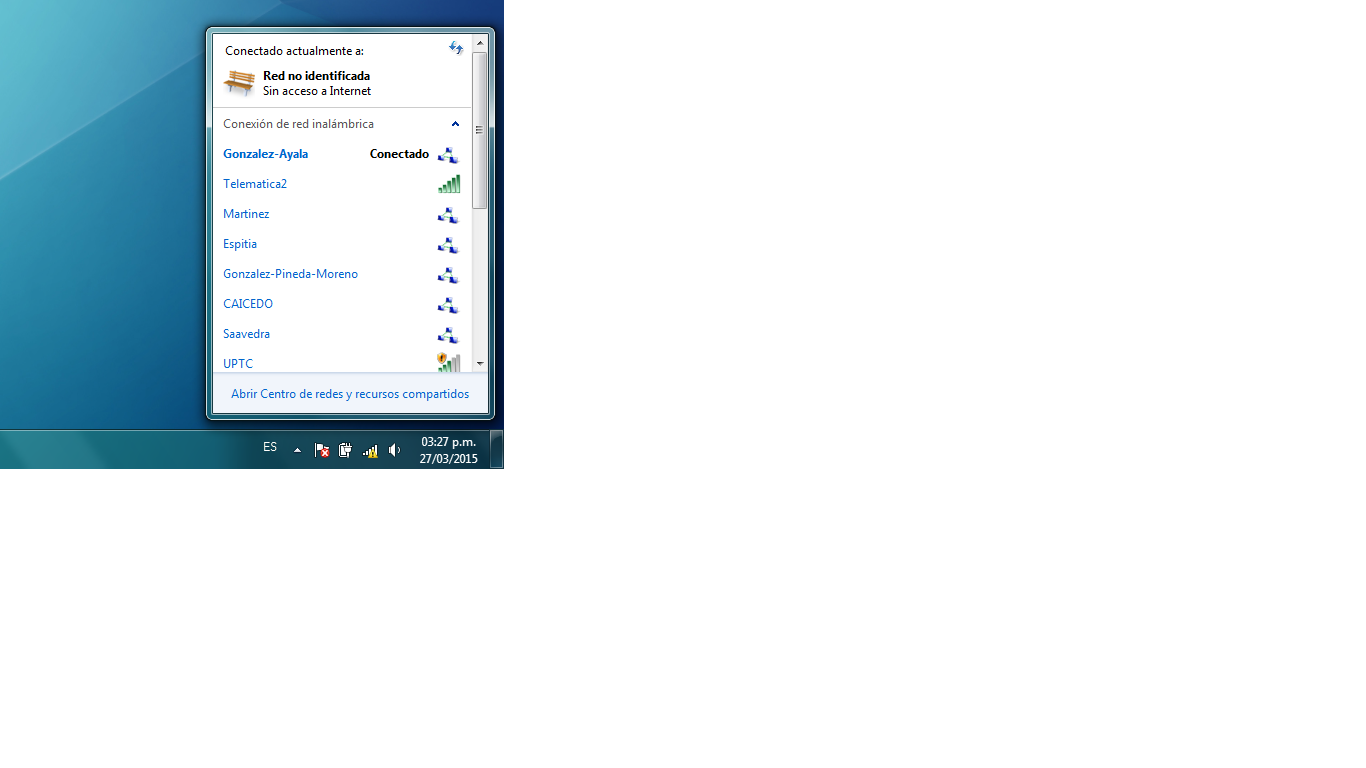 Conectado actualmente a:
Red no identificada
Sin acceso a Internet
Conexión de red inalámbrica
Gonzalez-Ayala Conectado
Telematica2
Martinez
Espitia
Gonzalez-Pineda-Moreno
CAICEDO
Saavedra
UPTC
Abrir Centro de redes y recursos compartidos
ES
03:27 p.m.
27/03/2015